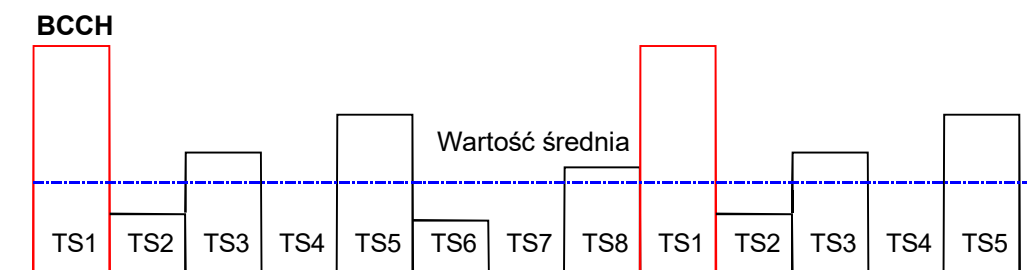 BCCH
Wartość średnia
TS1 TS2 TS3 TS4 TS5 TS6 TS7 TS8 TS1 TS2 TS3 TS4 TS5